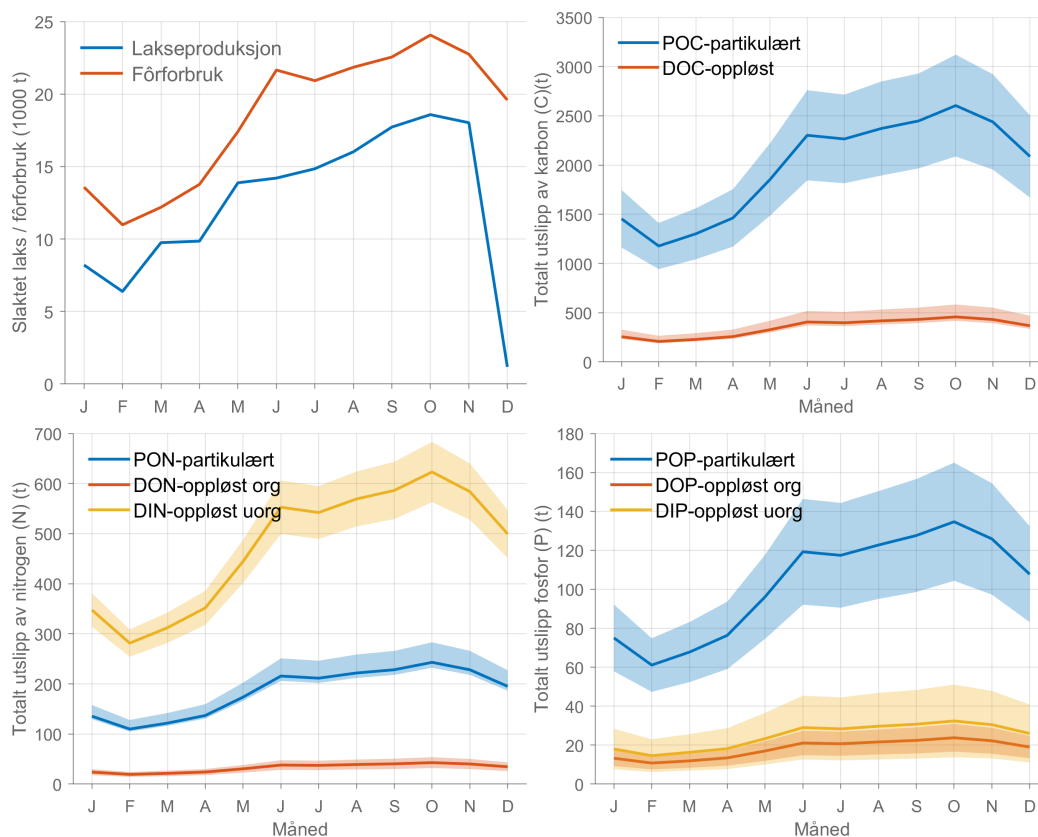 Slaktet laks / fôrforbruk (1000 t)
25
20
15
10
5
0
Lakseproduksjon
Fôrforbruk
J F M A M J J A S O N D
Totalt utslipp av karbon (C)(t)
3500
3000
2500
2000
1500
1000
500
0
POC-partikulært
DOC-oppløst
J F M A M J J A S O N D
Måned
Totalt utslipp av nitrogen (N) (t)
700
600
500
400
300
200
100
0
PON-partikulært
DON-oppløst org
DIN-oppløst uorg
J F M A M J J A S O N D
Måned
Totalt utslipp fosfor (P) (t)
180
160
140
120
100
80
60
40
20
0
POP-partikulært
DOP-oppløst org
DIP-oppløst uorg
J F M A M J J A S O N D
Måned